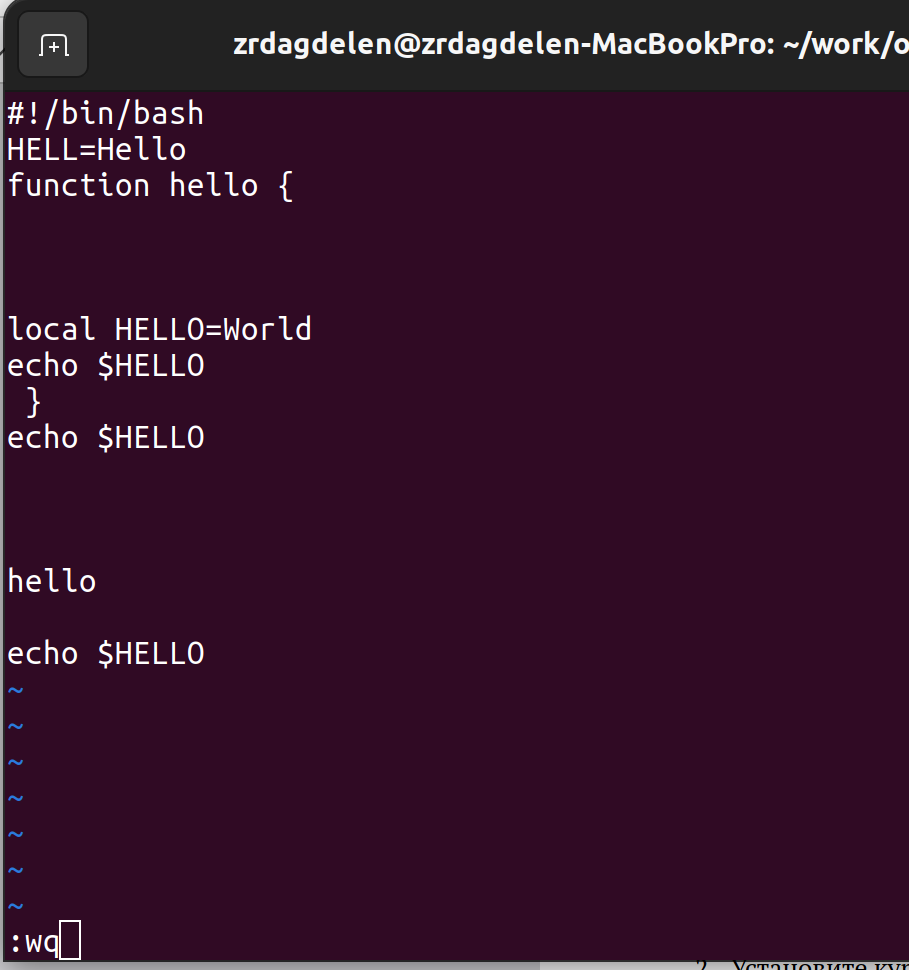 zrdagdelen@zrdagdelen-MacBookPro: ~/work/o
#!/bin/bash
HELL=Hello
function hello {
local HELLO=World
echo $HELLO
 }
echo $HELLO
hello
echo $HELLO
~
~
~
~
~
~
~
:wq
2. Установите кур